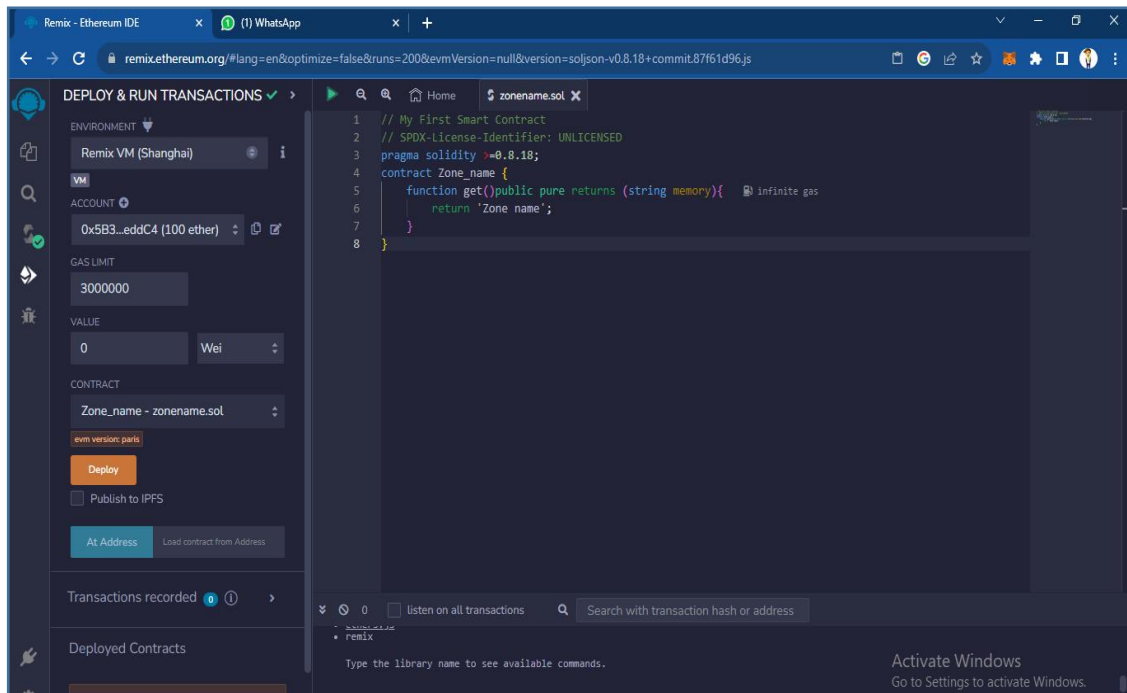 Remix - Ethereum IDE
(1) WhatsApp
remix.ethereum.org/#lang=en&optimize=false&runs=200&evmVersion=null&version=soljson-v0.8.18+commit.87f61d96.js
DEPLOY & RUN TRANSACTIONS
ENVIRONMENT
Remix VM (Shanghai)
VM
ACCOUNT
0x5B3...eddC4 (100 ether)
GAS LIMIT
3000000
VALUE
0 Wei
CONTRACT
Zone_name - zonename.sol
evm version: paris
Deploy
Publish to IPFS
At Address Load contract from Address
Transactions recorded 0 i
Deployed Contracts
Home zonename.sol
1 // My First Smart Contract
2 // SPDX-License-Identifier: UNLICENSED
3 pragma solidity >=0.8.18;
4 contract Zone_name {
5 function get()public pure returns (string memory){ infinite gas
6 return 'Zone name';
7 }
8 }
0 listen on all transactions Search with transaction hash or address
• remix
Type the library name to see available commands.
Activate Windows
Go to Settings to activate Windows.